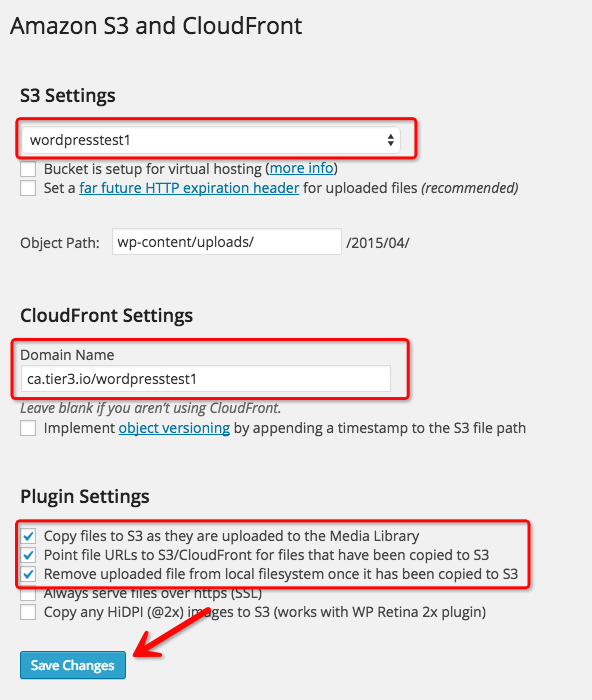 Amazon S3 and CloudFront
S3 Settings
wordpresstest1
Bucket is setup for virtual hosting (more info)
Set a far future HTTP expiration header for uploaded files (recommended)
Object Path: wp-content/uploads/ /2015/04/
CloudFront Settings
Domain Name
ca.tier3.io/wordpresstest1
Leave blank if you aren't using CloudFront.
Implement object versioning by appending a timestamp to the S3 file path
Plugin Settings
Copy files to S3 as they are uploaded to the Media Library
Point file URLs to S3/CloudFront for files that have been copied to S3
Remove uploaded file from local filesystem once it has been copied to S3
Always serve files over https (SSL)
Copy any HiDPI (@2x) images to S3 (works with WP Retina 2x plugin)
Save Changes